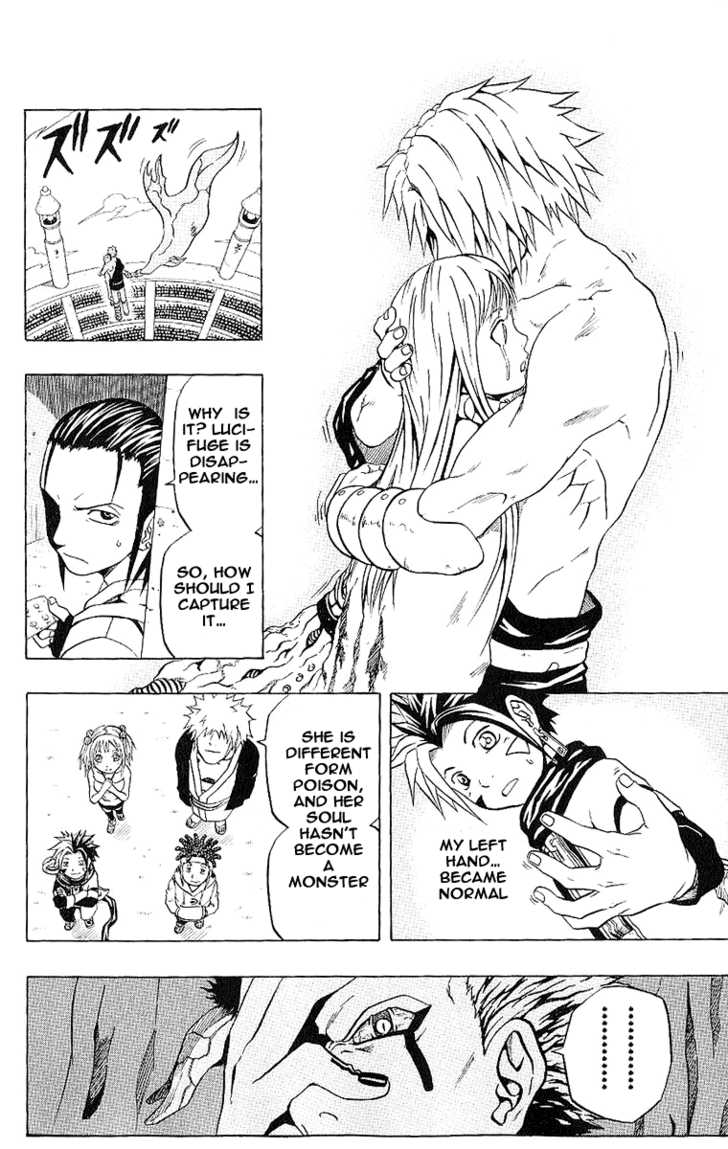 ズズズ
WHY IS
IT? LUCI-
FUGE IS
DISAP-
PEARING...
SO, HOW
SHOULD I
CAPTURE
IT...
MY LEFT
HAND...
BECAME
NORMAL
SHE IS
DIFFERENT
FORM
POISON,
AND HER
SOUL
HASN'T
BECOME
A
MONSTER